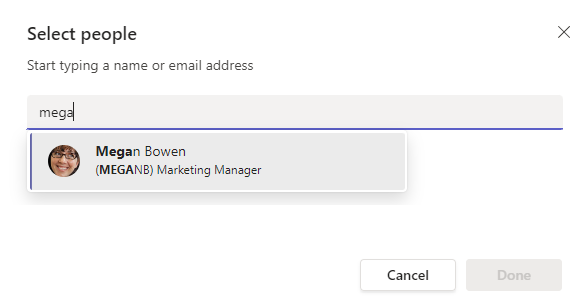 Select people
Start typing a name or email address
mega
Megan Bowen
(MEGANB) Marketing Manager
Cancel
Done